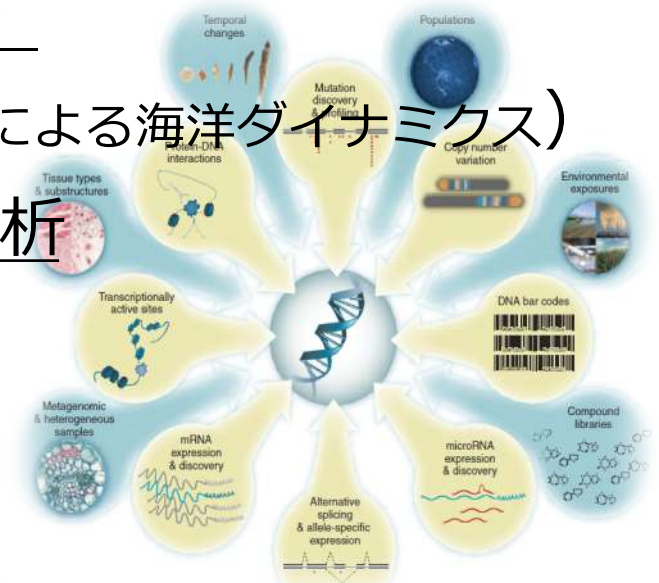 Temporal
changes
Populations
による海洋ダイナミクス)
Mutation
discovery
& profiling
Protein-DNA
interactions
Copy number
variation
Tissue types
& substructures
Environmental
exposures
析
Transcriptionally
active sites
DNA bar codes
Metagenomic
& heterogeneous
samples
Compound
libraries
mRNA
expression
& discovery
microRNA
expression
& discovery
Alternative
splicing
& allele-specific
expression